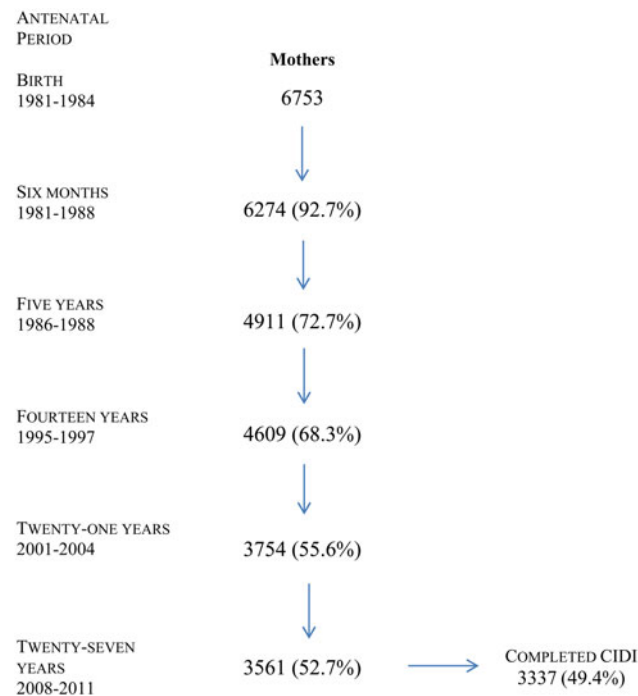 ANTENATAL
PERIOD
Mothers
BIRTH
1981-1984
6753
SIX MONTHS
1981-1988
6274 (92.7%)
FIVE YEARS
1986-1988
4911 (72.7%)
FOURTEEN YEARS
1995-1997
4609 (68.3%)
TWENTY-ONE YEARS
2001-2004
3754 (55.6%)
TWENTY-SEVEN
YEARS
2008-2011
3561 (52.7%)
COMPLETED CIDI
3337 (49.4%)